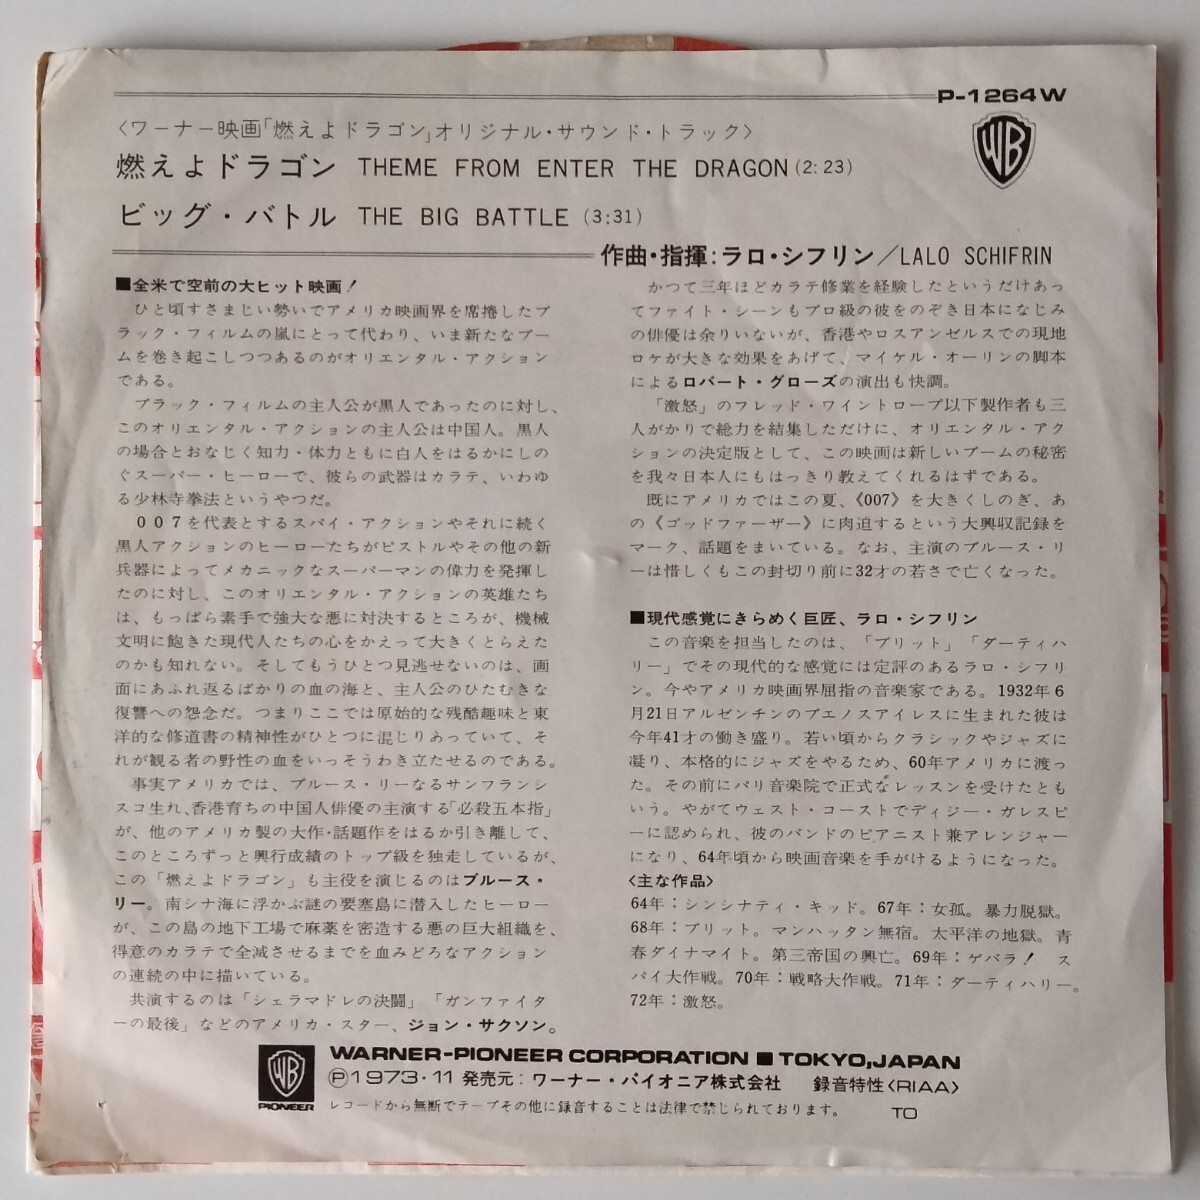 P-1264W
〈ワーナー映画「燃えよドラゴン」オリジナル・サウンド・トラック〉
燃えよドラゴン THEME FROM ENTER THE DRAGON (2:23)
ビッグ・バトル THE BIG BATTLE (3:31)
WB
作曲・指揮:ラロ・シフリン/LALO SCHIFRIN
■全米で空前の大ヒット映画!
ひと頃すさまじい勢いでアメリカ映画界を席捲したブ
ラック・フィルムの嵐にとって代わり、いま新たなブー
ムを巻き起こしつつあるのがオリエンタル・アクション
である。
ブラック・フィルムの主人公が黒人であったのに対し、
このオリエンタル・アクションの主人公は中国人。黒人
の場合とおなじく知力・体力ともに白人をはるかにしの
ぐスーパー・ヒーローで、彼らの武器はカラテ、いわゆ
る少林寺拳法というやつだ。
007を代表とするスパイ・アクションやそれに続く
黒人アクションのヒーローたちがピストルやその他の新
兵器によってメカニックなスーパーマンの偉力を発揮し
たのに対し、このオリエンタル・アクションの英雄たち
は、もっぱら素手で強大な悪に対決するところが、機械
文明に飽きた現代人たちの心をかえって大きくとらえた
のかも知れない。そしてもうひとつ見逃せないのは、画
面にあふれ返るばかりの血の海と、主人公のひたむきな
復讐への怨念だ。つまりここでは原始的な残酷趣味と東
洋的な修道書の精神性がひとつに混じりあっていて、そ
れが観る者の野性の血をいっそうわき立たせるのである。
事実アメリカでは、ブルース・リーなるサンフランシ
スコ生れ、香港育ちの中国人俳優の主演する「必殺五本指」
が、他のアメリカ製の大作・話題作をはるか引き離して、
このところずっと興行成績のトップ級を独走しているが、
この「燃えよドラゴン」も主役を演じるのはブルース・
リー。南シナ海に浮かぶ謎の要塞島に潜入したヒーロー
が、この島の地下工場で麻薬を密造する悪の巨大組織を、
得意のカラテで全滅させるまでを血みどろなアクション
の連続の中に描いている。
共演するのは「シェラマドレの決闘」「ガンファイタ
ーの最後」などのアメリカ・スター、ジョン・サクソン。
かつて三年ほどカラテ修業を経験したというだけあっ
てファイト・シーンもプロ級の彼をのぞき日本になじみ
の俳優は余りいないが、香港やロスアンゼルスでの現地
ロケが大きな効果をあげて、マイケル・オーリンの脚本
によるロバート・グローズの演出も快調。
「激怒」のフレッド・ワイントローブ以下製作者も三
人がかりで総力を結集しただけに、オリエンタル・アク
ションの決定版として、この映画は新しいブームの秘密
を我々日本人にもはっきり教えてくれるはずである。
既にアメリカではこの夏、《007》を大きくしのぎ、あ
の《ゴッドファーザー》に肉迫するという大興収記録を
マーク、話題をまいている。なお、主演のブルース・リ
ーは惜しくもこの封切り前に32才の若さで亡くなった。
■現代感覚にきらめく巨匠、ラロ・シフリン
この音楽を担当したのは、「ブリット」「ダーティハ
リー」でその現代的な感覚には定評のあるラロ・シフリ
ン。今やアメリカ映画界屈指の音楽家である。1932年6
月21日アルゼンチンのブエノスアイレスに生まれた彼は
今年41才の働き盛り。若い頃からクラシックやジャズに
凝り、本格的にジャズをやるため、60年アメリカに渡っ
た。その前にパリ音楽院で正式なレッスンを受けたとも
いう。やがてウェスト・コーストでディジー・ガレスピ
ーに認められ、彼のバンドのピアニスト兼アレンジャー
になり、64年頃から映画音楽を手がけるようになった。
〈主な作品〉
64年:シンシナティ・キッド。67年:女孤。暴力脱獄。
68年:ブリット。マンハッタン無宿。太平洋の地獄。青
春ダイナマイト。第三帝国の興亡。69年:ゲバラ! ス
パイ大作戦。70年:戦略大作戦。71年:ダーティハリー。
72年:激怒。
WB
PIONEER
WARNER-PIONEER CORPORATION ■ TOKYO, JAPAN
Ⓟ1973・11 発売元:ワーナー・パイオニア株式会社 録音特性〈RIAA〉
レコードから無断でテープその他に録音することは法律で禁じられております。 TO